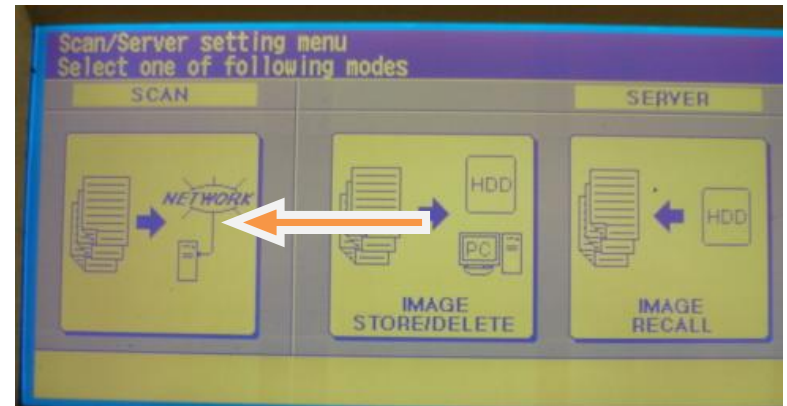 Scan/Server setting menu
Select one of following modes
SCAN
SERVER
NETWORK
HDD
PC
IMAGE
STORE/DELETE
HDD
IMAGE
RECALL